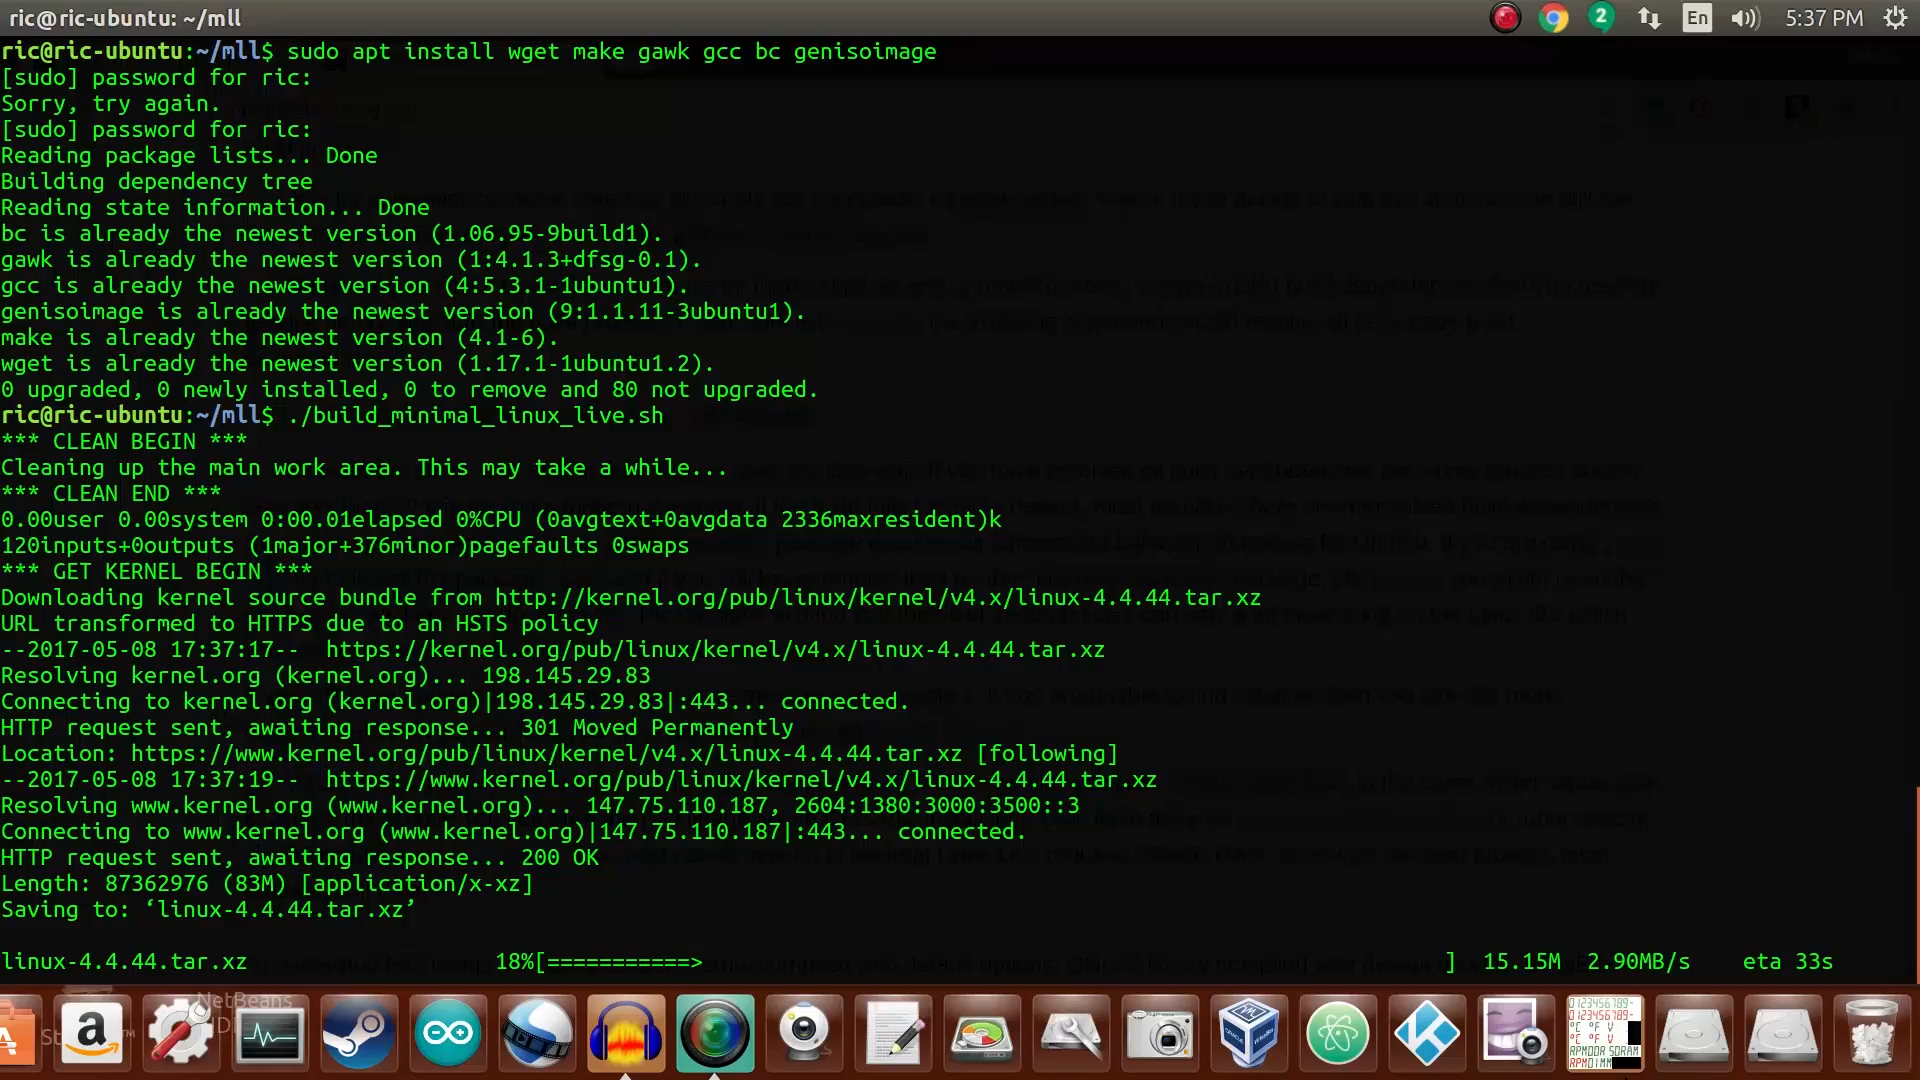 ric@ric-ubuntu: ~/mll
2
En
5:37 PM
ric@ric-ubuntu:~/mll$ sudo apt install wget make gawk gcc bc genisoimage
[sudo] password for ric:
Sorry, try again.
[sudo] password for ric:
Reading package lists... Done
Building dependency tree
Reading state information... Done
bc is already the newest version (1.06.95-9build1).
gawk is already the newest version (1:4.1.3+dfsg-0.1).
gcc is already the newest version (4:5.3.1-1ubuntu1).
genisoimage is already the newest version (9:1.1.11-3ubuntu1).
make is already the newest version (4.1-6).
wget is already the newest version (1.17.1-1ubuntu1.2).
0 upgraded, 0 newly installed, 0 to remove and 80 not upgraded.
ric@ric-ubuntu:~/mll$ ./build_minimal_linux_live.sh
*** CLEAN BEGIN ***
Cleaning up the main work area. This may take a while...
*** CLEAN END ***
0.00user 0.00system 0:00.01elapsed 0%CPU (0avgtext+0avgdata 2336maxresident)k
120inputs+0outputs (1major+376minor)pagefaults 0swaps
*** GET KERNEL BEGIN ***
Downloading kernel source bundle from http://kernel.org/pub/linux/kernel/v4.x/linux-4.4.44.tar.xz
URL transformed to HTTPS due to an HSTS policy
--2017-05-08 17:37:17--  https://kernel.org/pub/linux/kernel/v4.x/linux-4.4.44.tar.xz
Resolving kernel.org (kernel.org)... 198.145.29.83
Connecting to kernel.org (kernel.org)|198.145.29.83|:443... connected.
HTTP request sent, awaiting response... 301 Moved Permanently
Location: https://www.kernel.org/pub/linux/kernel/v4.x/linux-4.4.44.tar.xz [following]
--2017-05-08 17:37:19--  https://www.kernel.org/pub/linux/kernel/v4.x/linux-4.4.44.tar.xz
Resolving www.kernel.org (www.kernel.org)... 147.75.110.187, 2604:1380:3000:3500::3
Connecting to www.kernel.org (www.kernel.org)|147.75.110.187|:443... connected.
HTTP request sent, awaiting response... 200 OK
Length: 87362976 (83M) [application/x-xz]
Saving to: ‘linux-4.4.44.tar.xz’
linux-4.4.44.tar.xz 18%[===========> ] 15.15M 2.90MB/s eta 33s
NetBeans